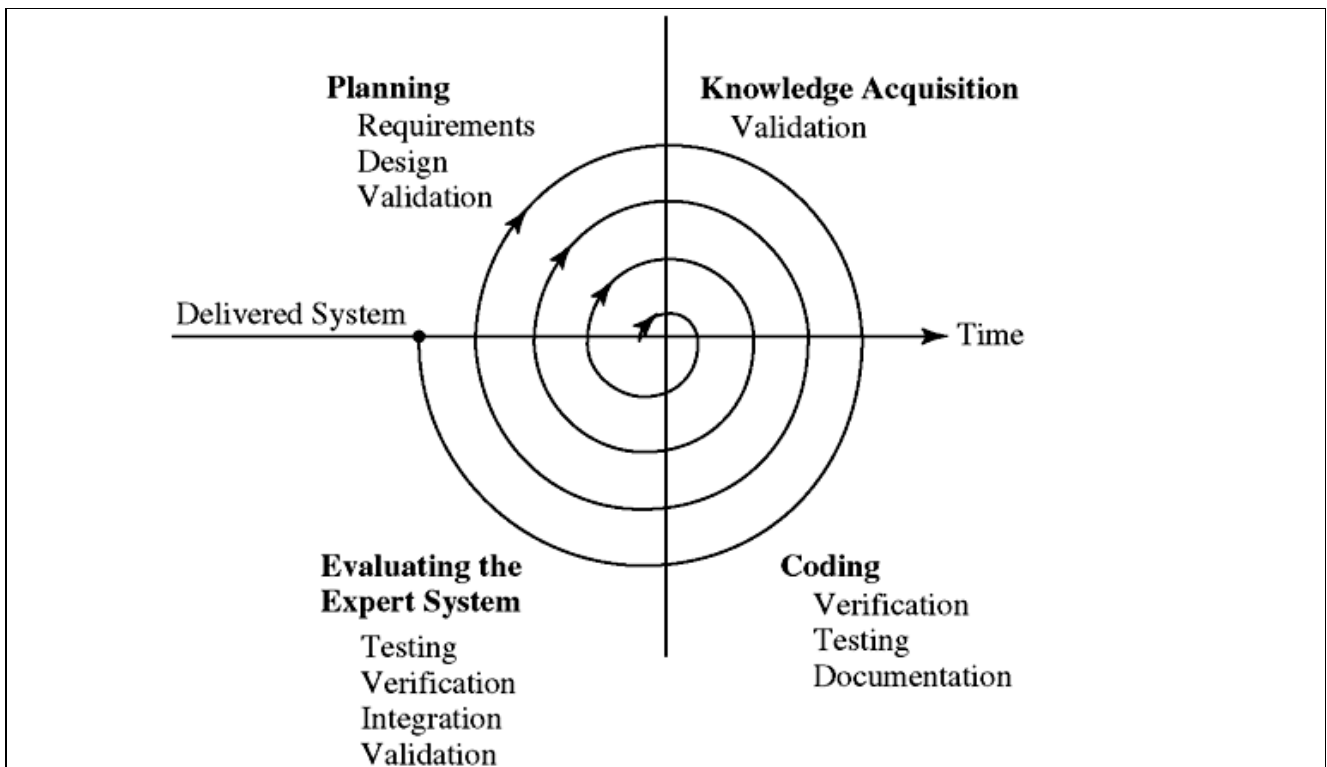 Planning
Requirements
Design
Validation
Knowledge Acquisition
Validation
Delivered System
Time
Evaluating the
Expert System
Testing
Verification
Integration
Validation
Coding
Verification
Testing
Documentation